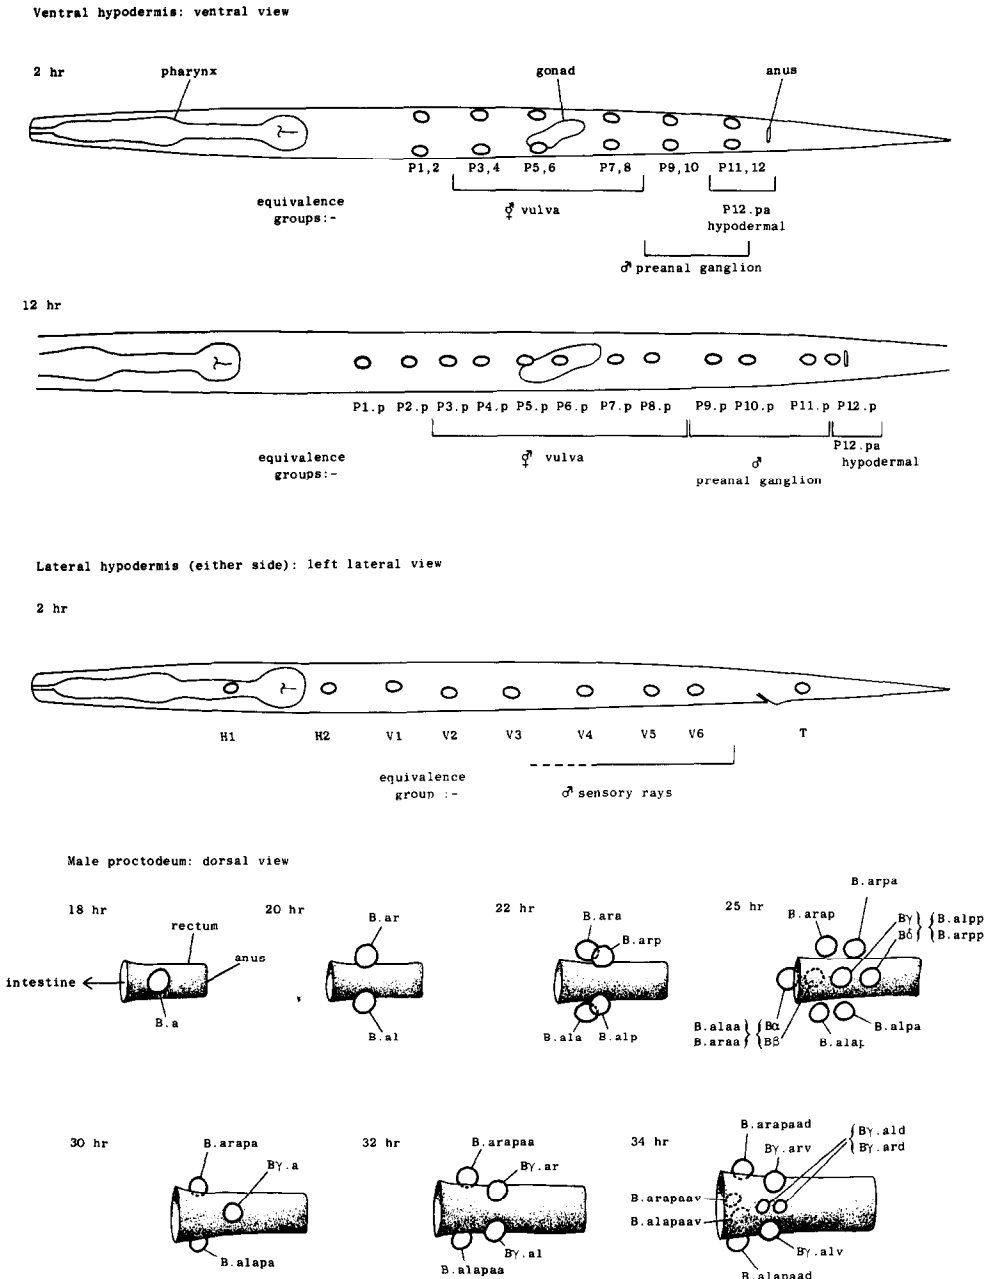 Ventral hypodermis: ventral view
2 hr
pharynx
gonad
anus
P1,2 P3,4 P5,6 P7,8 P9,10 P11,12
equivalence
groups:-
⚥ vulva
P12.pa
hypodermal
♂ preanal ganglion
12 hr
P1.p P2.p P3.p P4.p P5.p P6.p P7.p P8.p P9.p P10.p P11.p P12.p
equivalence
groups:-
⚥ vulva
♂
preanal ganglion
P12.pa
hypodermal
Lateral hypodermis (either side): left lateral view
2 hr
H1 H2 V1 V2 V3 V4 V5 V6 T
equivalence
group :-
♂ sensory rays
Male proctodeum: dorsal view
18 hr
rectum
anus
intestine
B.a
20 hr
B.ar
B.al
22 hr
B.ara
B.arp
B.ala B.alp
25 hr
B.arpa
B.arap
Bγ} {B.alpp
Bδ} {B.arpp
B.alaa} {Bα
B.araa} {Bβ
B.alap
B.alpa
30 hr
B.arapa
Bγ.a
B.alapa
32 hr
B.arapaa
Bγ.ar
Bγ.al
B.alapaa
34 hr
B.arapaad
Bγ.arv
{Bγ.ald
{Bγ.ard
B.arapaav
B.alapaav
Bγ.alv
B.alapaad